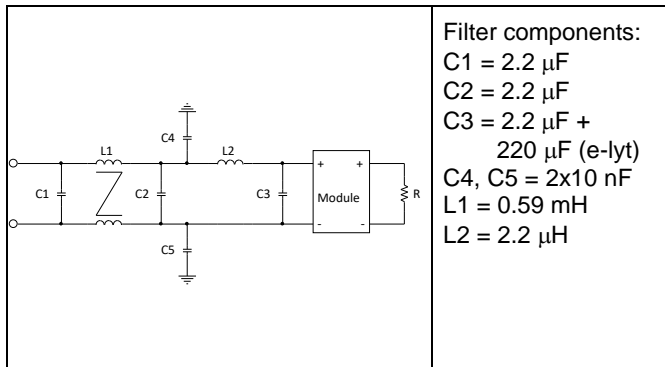 C4
L1
L2
C1
C2
C3
+
+
Module
-
-
R
C5
Filter components:
C1 = 2.2 μF
C2 = 2.2 μF
C3 = 2.2 μF +
220 μF (e-lyt)
C4, C5 = 2x10 nF
L1 = 0.59 mH
L2 = 2.2 μH